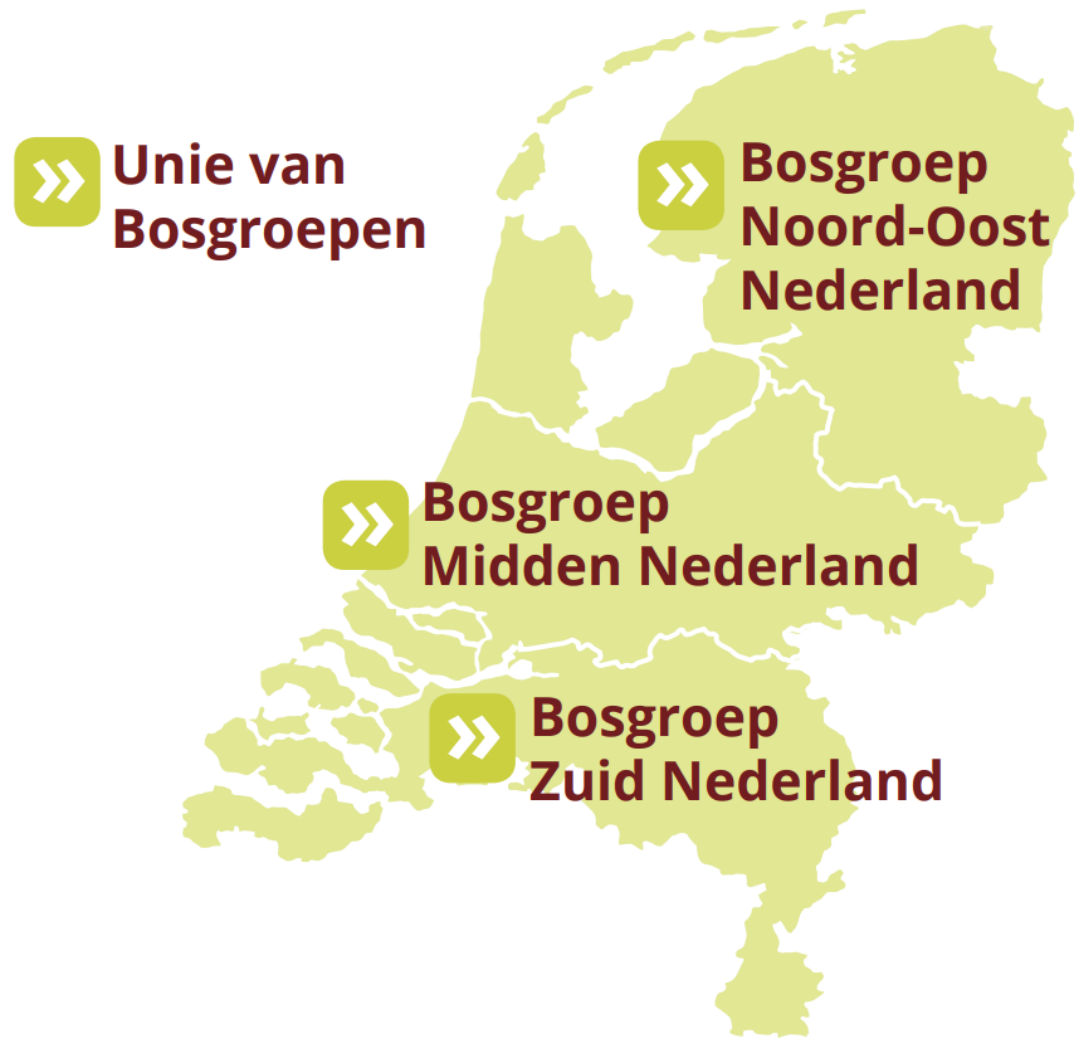 Unie van
Bosgroepen
Bosgroep
Noord-Oost
Nederland
Bosgroep
Midden Nederland
Bosgroep
Zuid Nederland